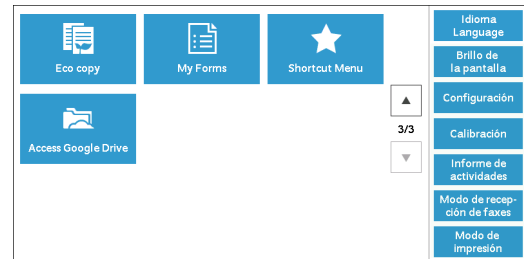 Eco copy
My Forms
Shortcut Menu
Access Google Drive
3/3
Idioma
Language
Brillo de
la pantalla
Configuración
Calibración
Informe de
actividades
Modo de recep-
ción de faxes
Modo de
impresión